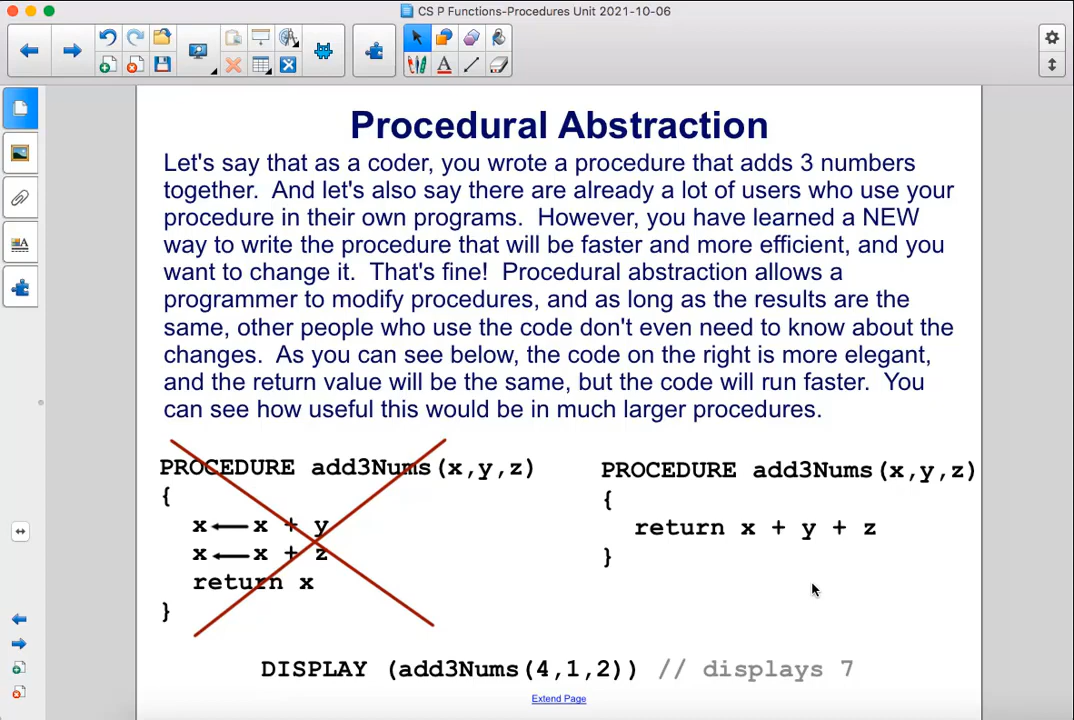 CS P Functions-Procedures Unit 2021-10-06
Procedural Abstraction
Let's say that as a coder, you wrote a procedure that adds 3 numbers
together.  And let's also say there are already a lot of users who use your
procedure in their own programs.  However, you have learned a NEW
way to write the procedure that will be faster and more efficient, and you
want to change it.  That's fine!  Procedural abstraction allows a
programmer to modify procedures, and as long as the results are the
same, other people who use the code don't even need to know about the
changes.  As you can see below, the code on the right is more elegant,
and the return value will be the same, but the code will run faster.  You
can see how useful this would be in much larger procedures.
PROCEDURE add3Nums(x,y,z)
{
x ⟵ x + y
x ⟵ x + z
return x
}
PROCEDURE add3Nums(x,y,z)
{
return x + y + z
}
DISPLAY (add3Nums(4,1,2)) // displays 7
Extend Page